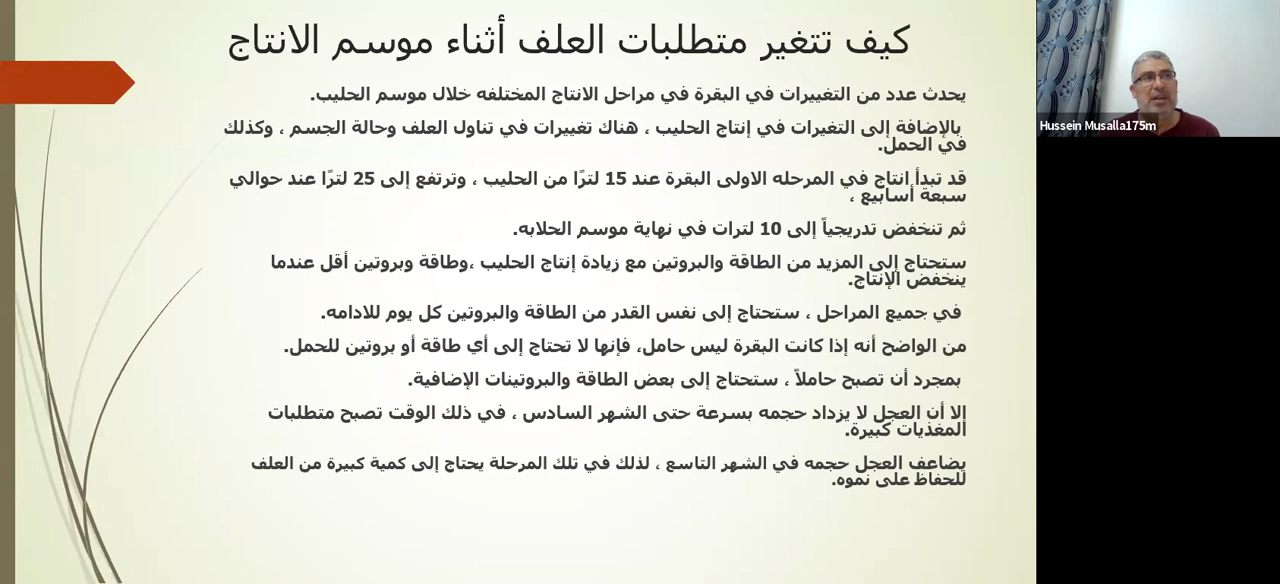 كيف تتغير متطلبات العلف أثناء موسم الانتاج
يحدث عدد من التغييرات في البقرة في مراحل الانتاج المختلفه خلال موسم الحليب.
بالإضافة إلى التغيرات في إنتاج الحليب ، هناك تغييرات في تناول العلف وحالة الجسم ، وكذلك
في الحمل.
قد تبدأ انتاج في المرحله الاولى البقرة عند 15 لترًا من الحليب ، وترتفع إلى 25 لترًا عند حوالي
سبعة أسابيع ،
ثم تنخفض تدريجياً إلى 10 لترات في نهاية موسم الحلابه.
ستحتاج إلى المزيد من الطاقة والبروتين مع زيادة إنتاج الحليب ،وطاقة وبروتين أقل عندما
ينخفض الإنتاج.
في جميع المراحل ، ستحتاج إلى نفس القدر من الطاقة والبروتين كل يوم للادامه.
من الواضح أنه إذا كانت البقرة ليس حامل، فإنها لا تحتاج إلى أي طاقة أو بروتين للحمل.
بمجرد أن تصبح حاملاً ، ستحتاج إلى بعض الطاقة والبروتينات الإضافية.
إلا أن العجل لا يزداد حجمه بسرعة حتى الشهر السادس ، في ذلك الوقت تصبح متطلبات
المغذيات كبيرة.
يضاعف العجل حجمه في الشهر التاسع ، لذلك في تلك المرحلة يحتاج إلى كمية كبيرة من العلف
للحفاظ على نموه.
Hussein Musalla175m